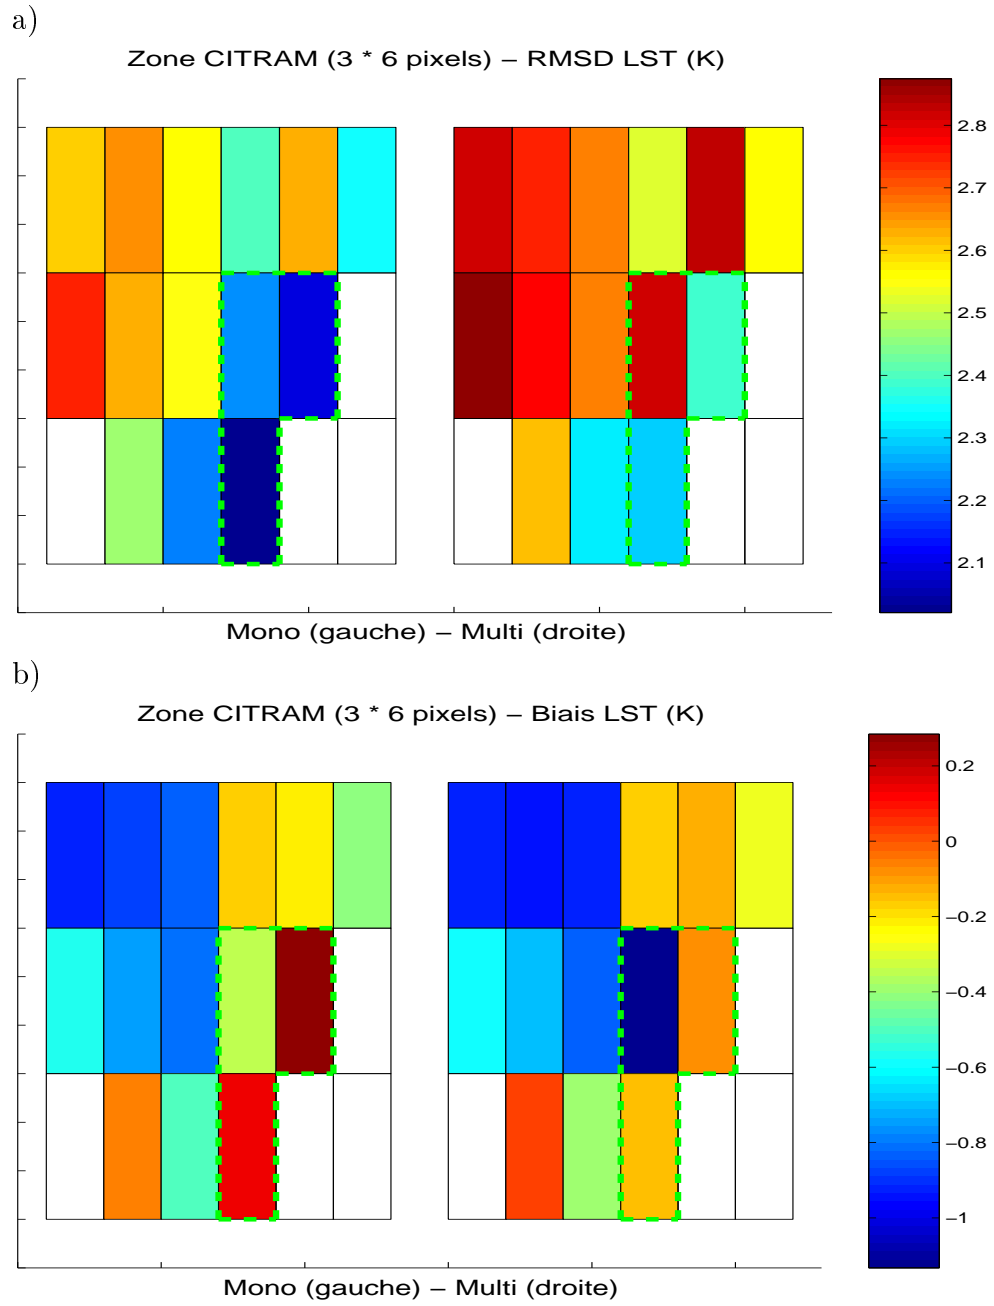 a)
Zone CITRAM (3 * 6 pixels) – RMSD LST (K)
2.8
2.7
2.6
2.5
2.4
2.3
2.2
2.1
Mono (gauche) – Multi (droite)
b)
Zone CITRAM (3 * 6 pixels) – Biais LST (K)
0.2
0
−0.2
−0.4
−0.6
−0.8
−1
Mono (gauche) – Multi (droite)